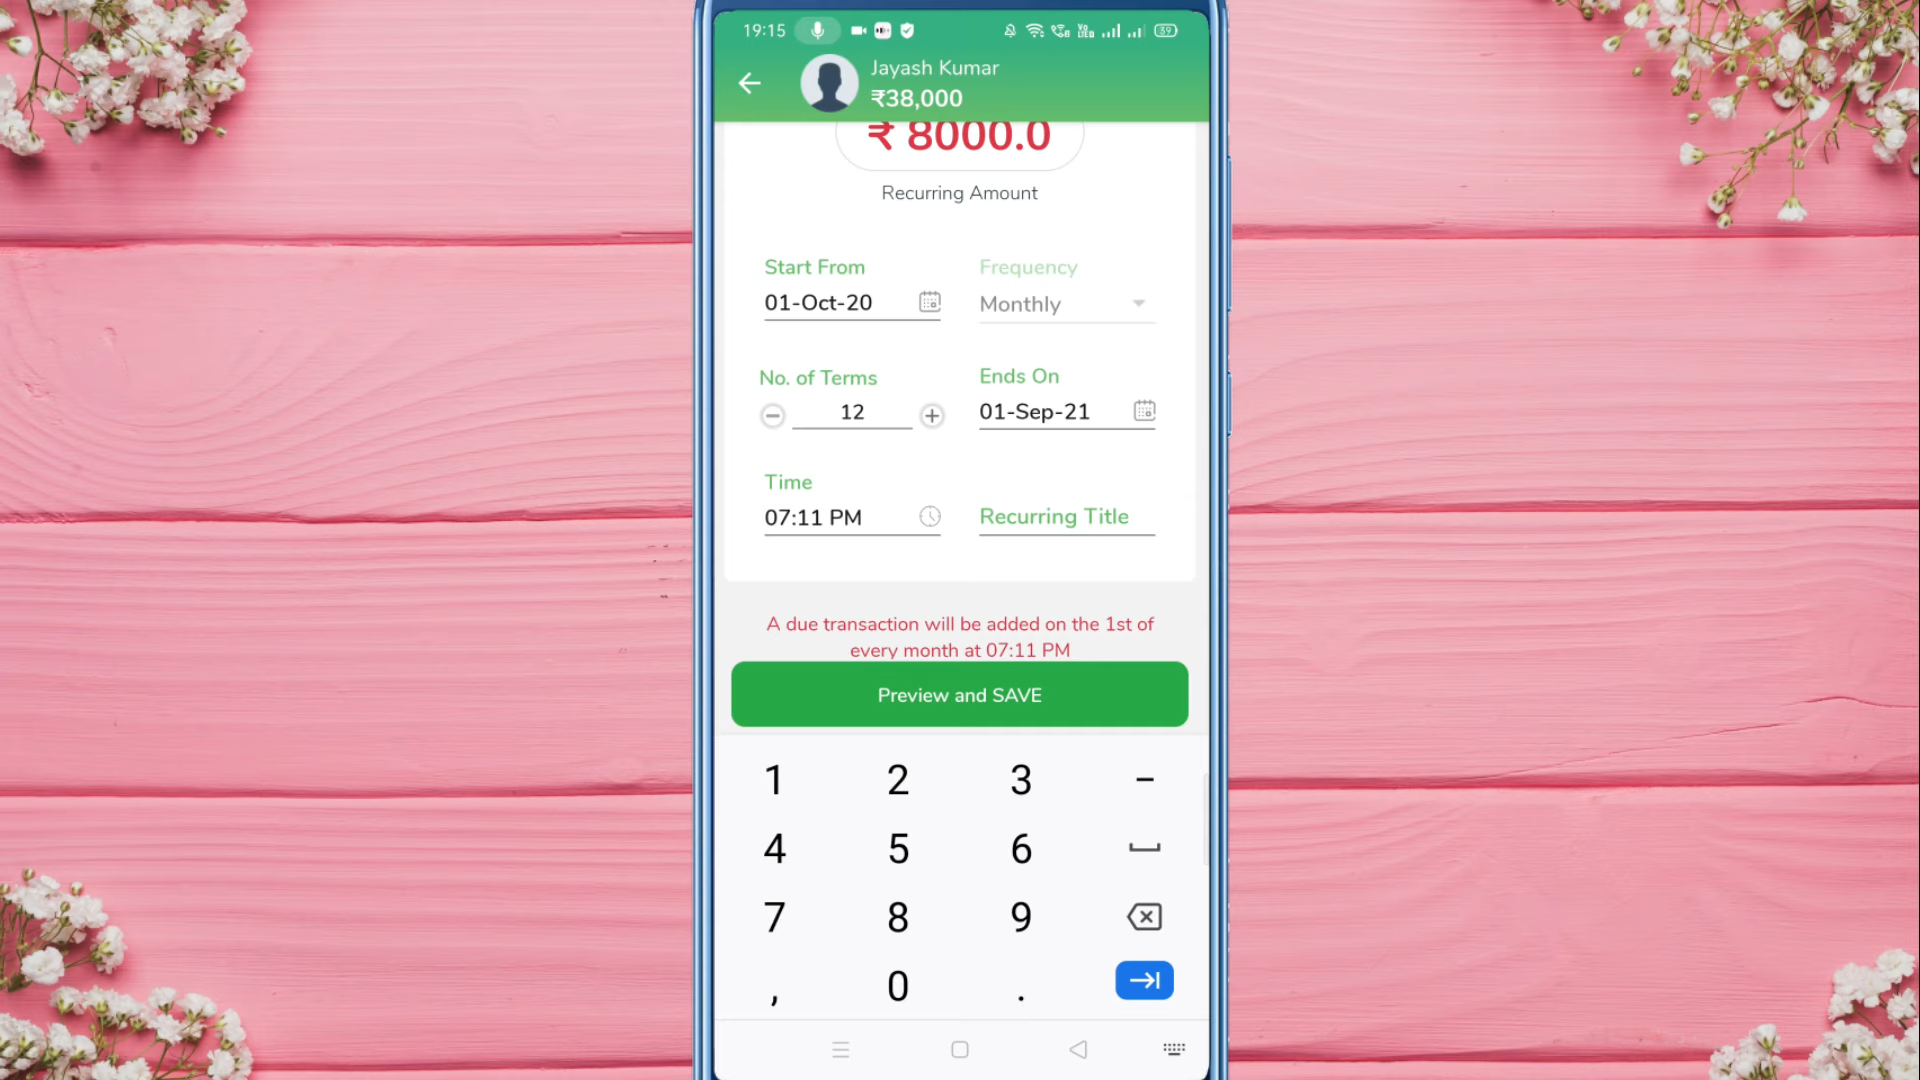 19:15
39
Jayash Kumar
₹38,000
₹ 8000.0
Recurring Amount
Start From
Frequency
01-Oct-20
Monthly
No. of Terms
Ends On
12
01-Sep-21
Time
07:11 PM
Recurring Title
A due transaction will be added on the 1st of
every month at 07:11 PM
Preview and SAVE
1 2 3 -
4 5 6
7 8 9
, 0 .